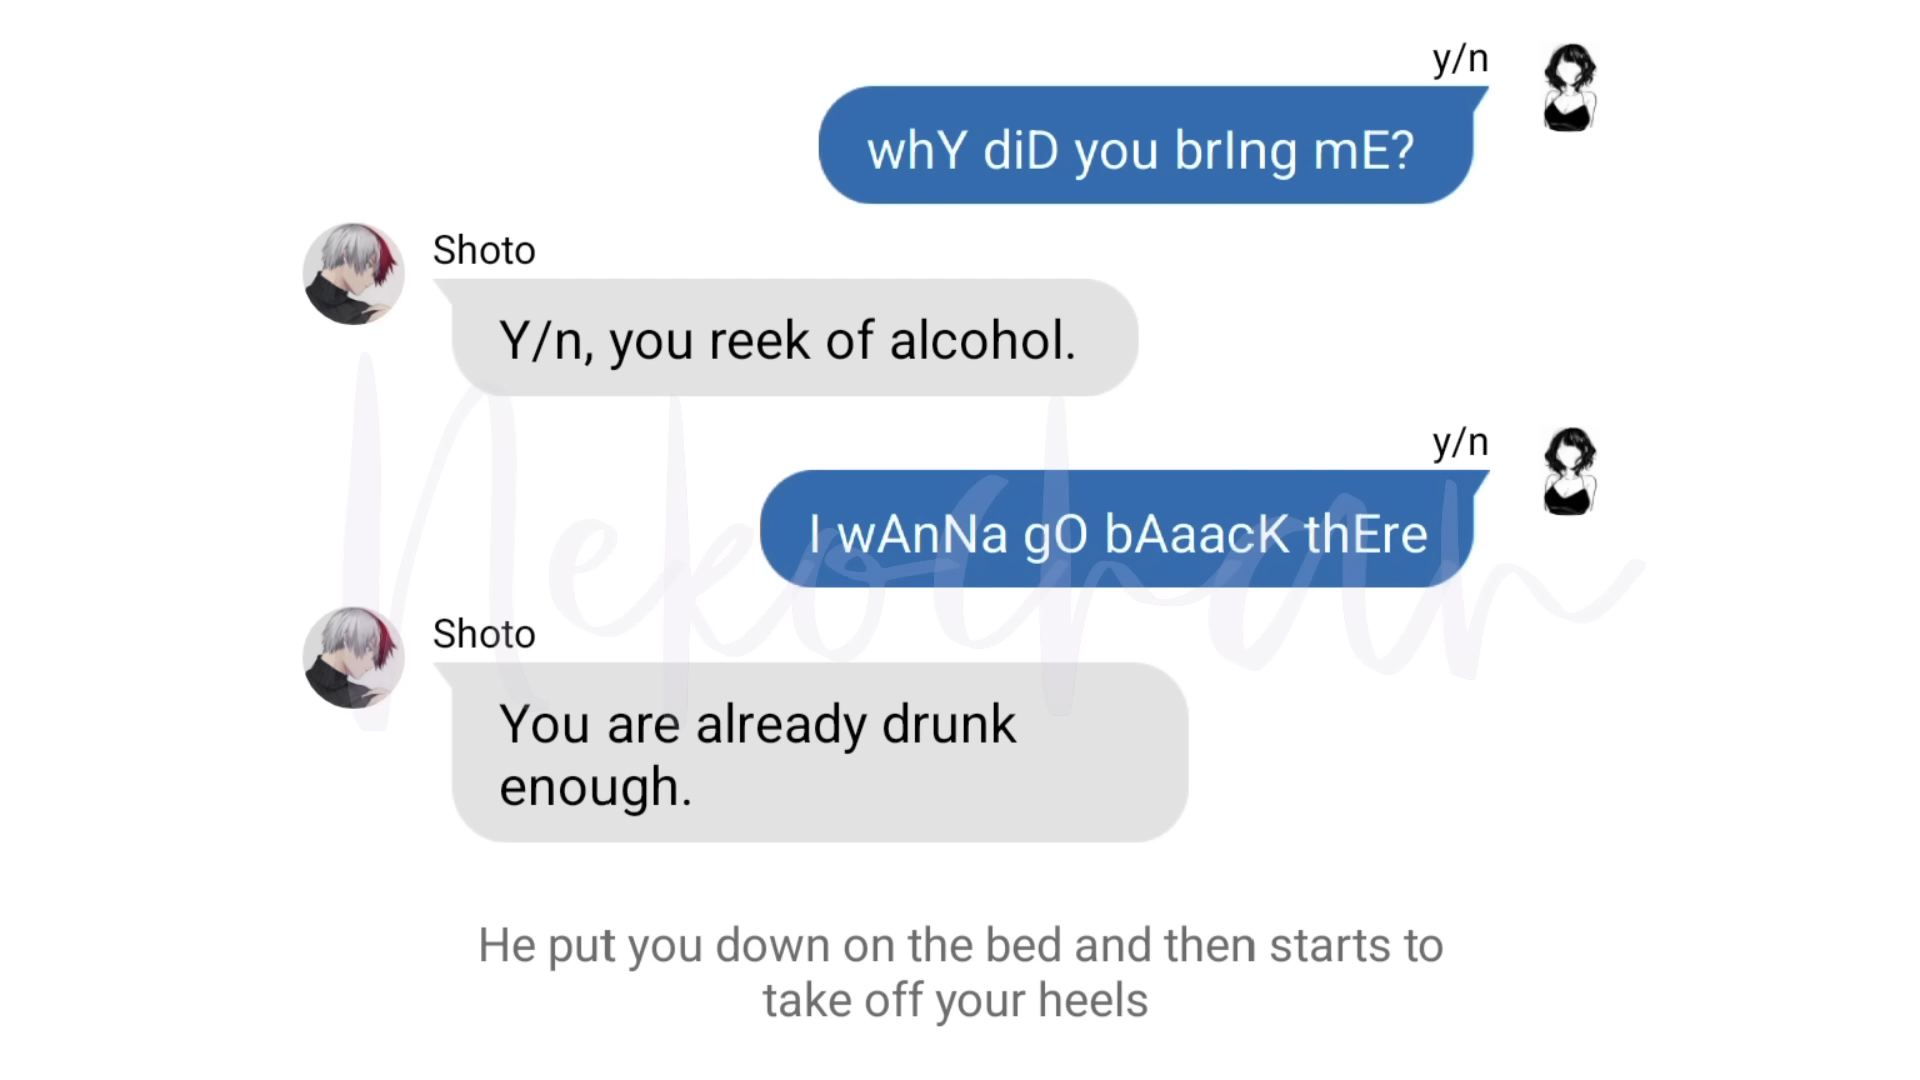 y/n
whY diD you brIng mE?
Shoto
Y/n, you reek of alcohol.
y/n
I wAnNa gO bAaacK thEre
Shoto
You are already drunk
enough.
He put you down on the bed and then starts to
take off your heels
Nekochan